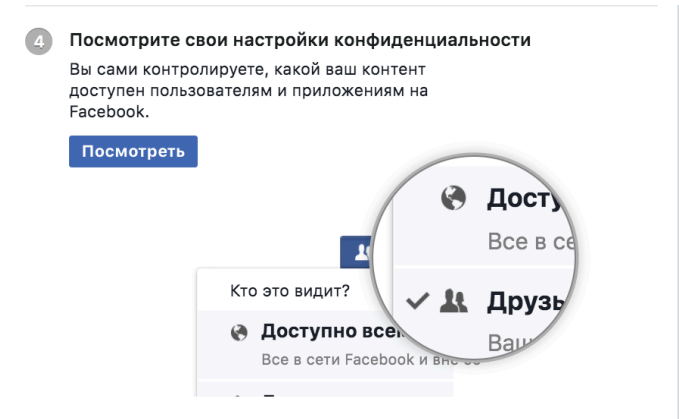 4 Посмотрите свои настройки конфиденциальности
Вы сами контролируете, какой ваш контент
доступен пользователям и приложениям на
Facebook.
Посмотреть
Досту
Все в се
Друзь
Ваш
Кто это видит?
Доступно все
Все в сети Facebook и вне